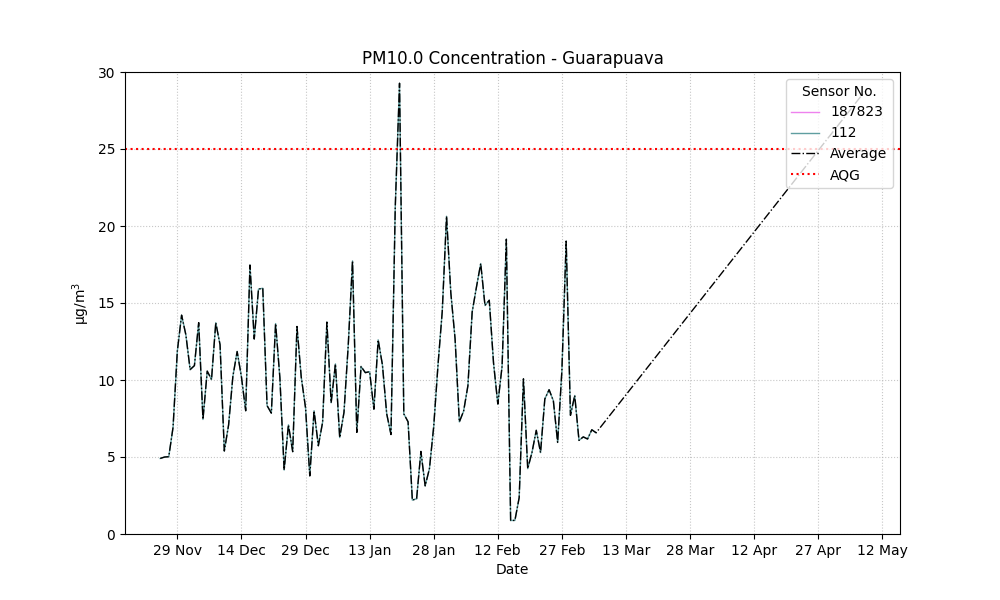 PM10.0 Concentration - Guarapuava
30
25
20
15
10
5
0
µg/m³
Sensor No.
187823
112
Average
AQG
29 Nov 14 Dec 29 Dec 13 Jan 28 Jan 12 Feb 27 Feb 13 Mar 28 Mar 12 Apr 27 Apr 12 May
Date